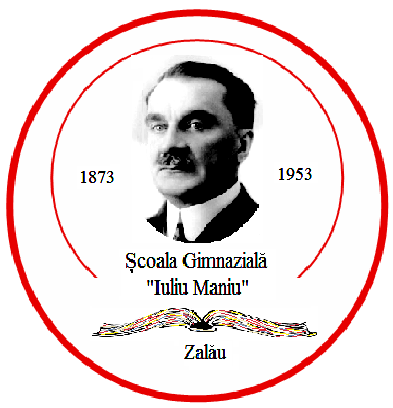 1873
1953
Școala Gimnazială
"Iuliu Maniu"
Zalău